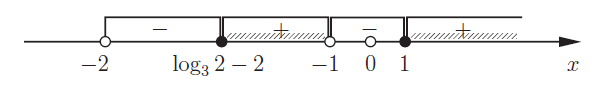 − + − +
−2 log₃ 2 − 2 −1 0 1 x